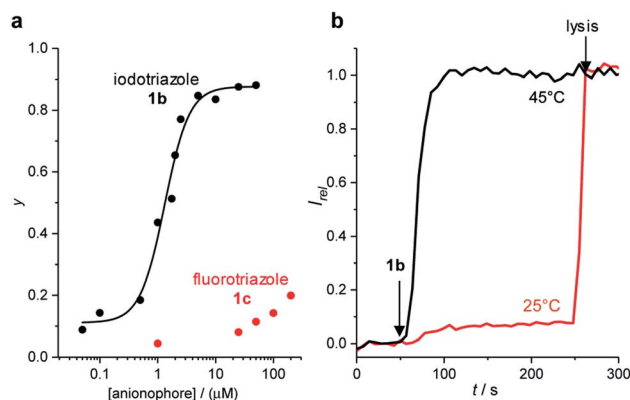 a
1.0
0.8
0.6
0.4
0.2
0.0
y
iodotriazole
1b
fluorotriazole
1c
0.1 1 10 100
[anionophore] / (μM)
b
lysis
1.0
0.8
0.6
0.4
0.2
0.0
I_rel
45°C
1b
25°C
0 100 200 300
t / s